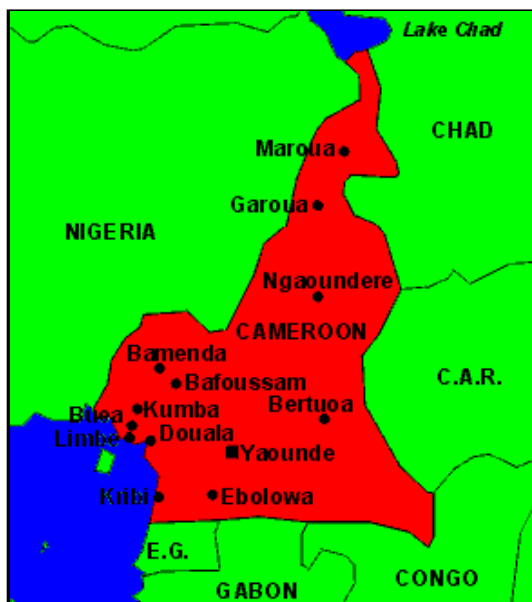 Lake Chad
CHAD
Maroua
Garoua
NIGERIA
Ngaoundere
CAMEROON
Bamenda
Bafoussam
C.A.R.
Kumba
Bertuoa
Buea
Limbe
Douala
Yaounde
Kribi
Ebolowa
E.G.
GABON
CONGO